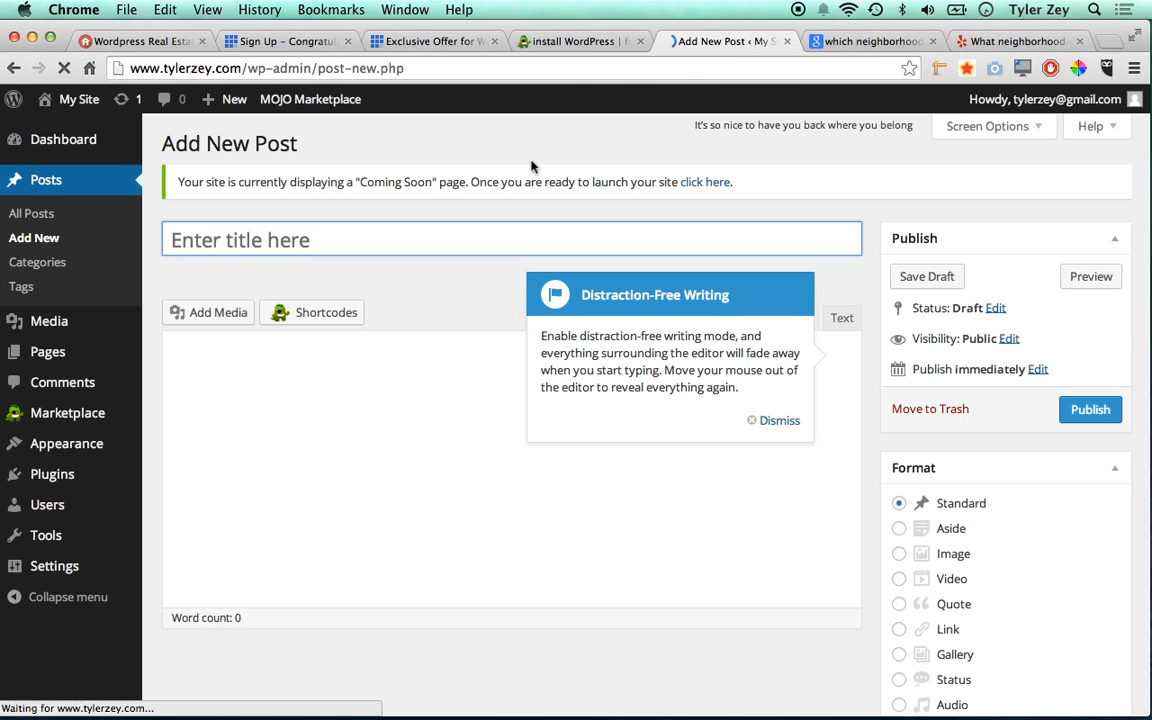 Chrome File Edit View History Bookmarks Window Help Tyler Zey
Wordpress Real Esta Sign Up – Congratu Exclusive Offer for W install WordPress | fr Add New Post ‹ My S which neighborhood What neighborhood
www.tylerzey.com/wp-admin/post-new.php
My Site 1 0 New MOJO Marketplace Howdy, tylerzey@gmail.com
It's so nice to have you back where you belong Screen Options Help
Dashboard
Posts
All Posts
Add New
Categories
Tags
Media
Pages
Comments
Marketplace
Appearance
Plugins
Users
Tools
Settings
Collapse menu
Add New Post
Your site is currently displaying a "Coming Soon" page. Once you are ready to launch your site click here.
Enter title here
Add Media Shortcodes
Text
Distraction-Free Writing
Enable distraction-free writing mode, and
everything surrounding the editor will fade away
when you start typing. Move your mouse out of
the editor to reveal everything again.
Dismiss
Word count: 0
Publish
Save Draft Preview
Status: Draft Edit
Visibility: Public Edit
Publish immediately Edit
Move to Trash Publish
Format
Standard
Aside
Image
Video
Quote
Link
Gallery
Status
Audio
Waiting for www.tylerzey.com...